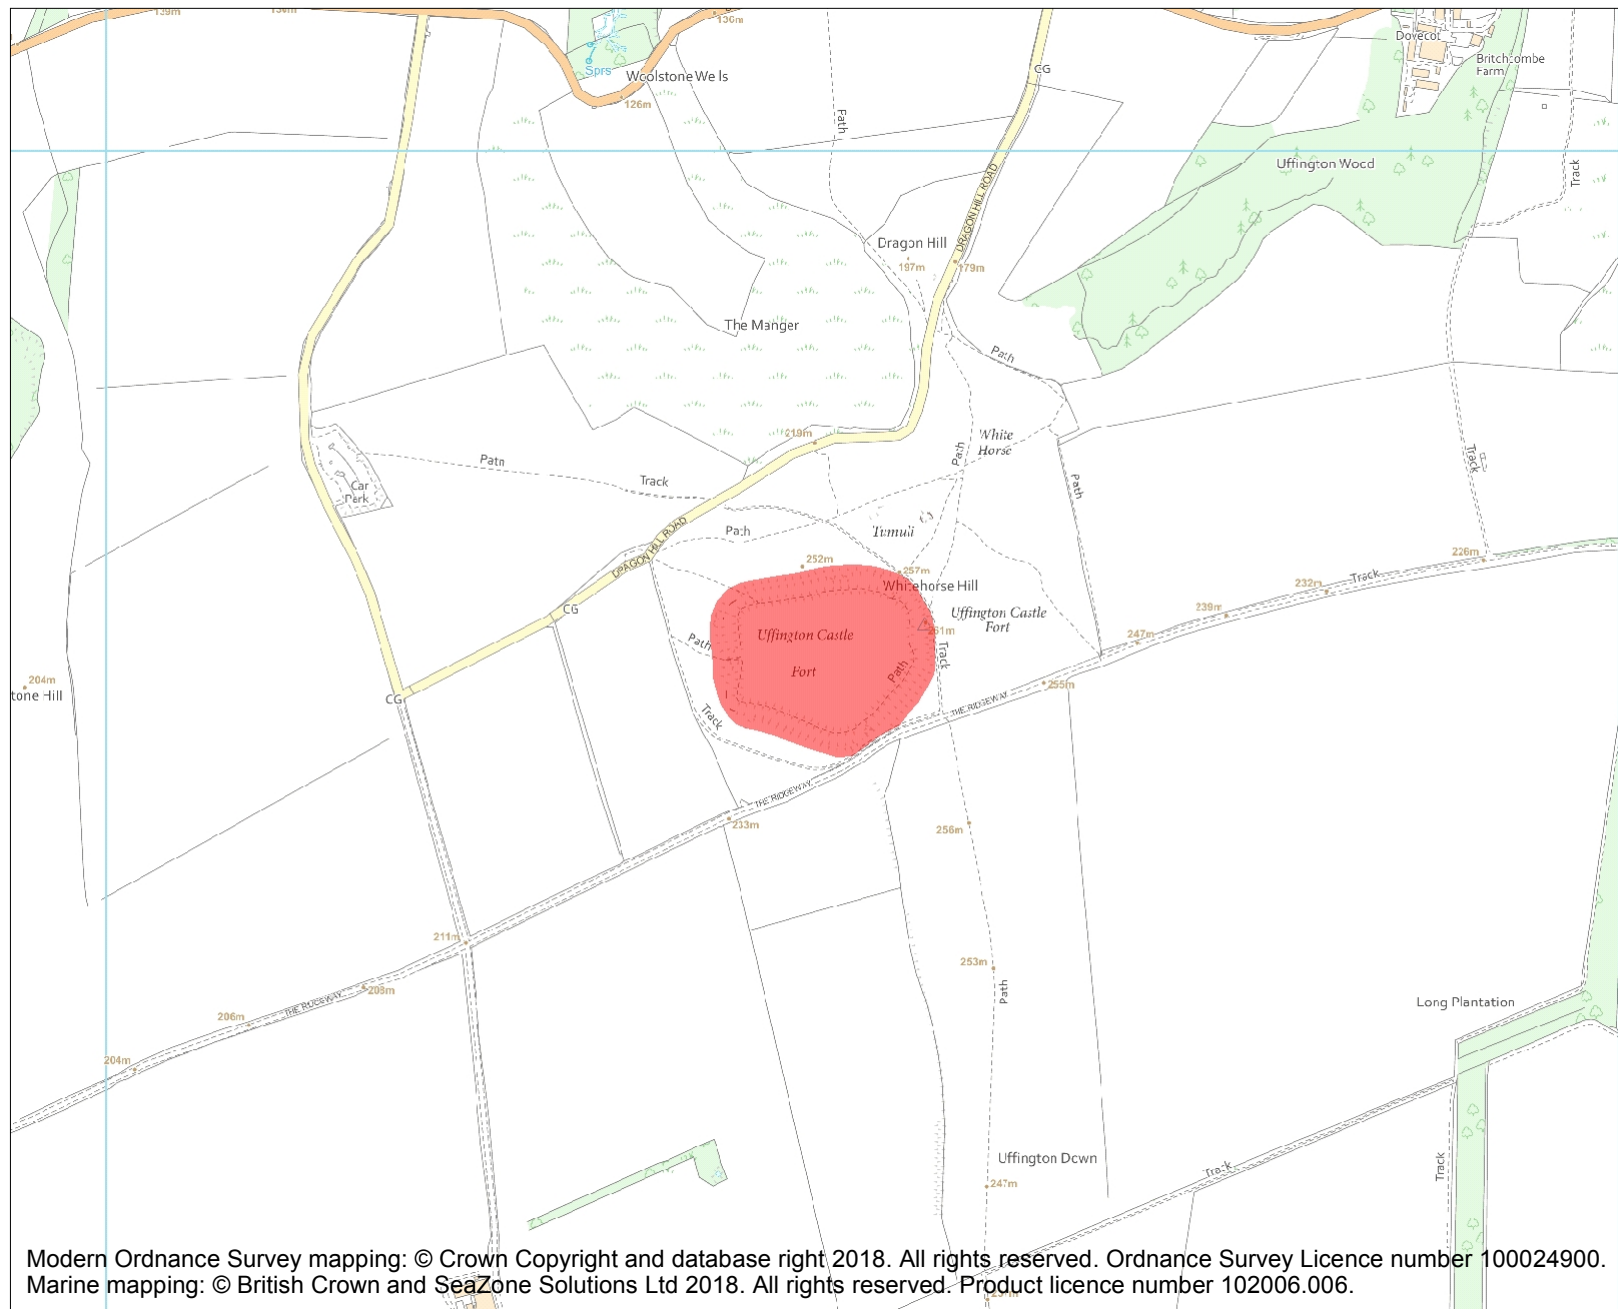 139m
136m
Dovecot
Britchcombe
Farm
CG
Sprs
Woolstone Wells
126m
Path
Uffington Wood
Track
DRAGON HILL ROAD
Dragon Hill
197m
179m
The Manger
Path
219m
White
Horse
Path
Path
Track
Path
Track
Car
Park
Path
Tumuli
DRAGON HILL ROAD
252m
257m
Whitehorse Hill
226m
Track
232m
239m
CG
Uffington Castle
Fort
Uffington Castle
Fort
261m
247m
Path
Track
Path
204m
tone Hill
CG
255m
THE RIDGEWAY
Track
THE RIDGEWAY
233m
256m
211m
253m
Path
208m
THE RIDGEWAY
206m
Long Plantation
204m
Uffington Down
Track
Track
247m
Modern Ordnance Survey mapping: © Crown Copyright and database right 2018. All rights reserved. Ordnance Survey Licence number 100024900.
Marine mapping: © British Crown and SeaZone Solutions Ltd 2018. All rights reserved. Product licence number 102006.006.